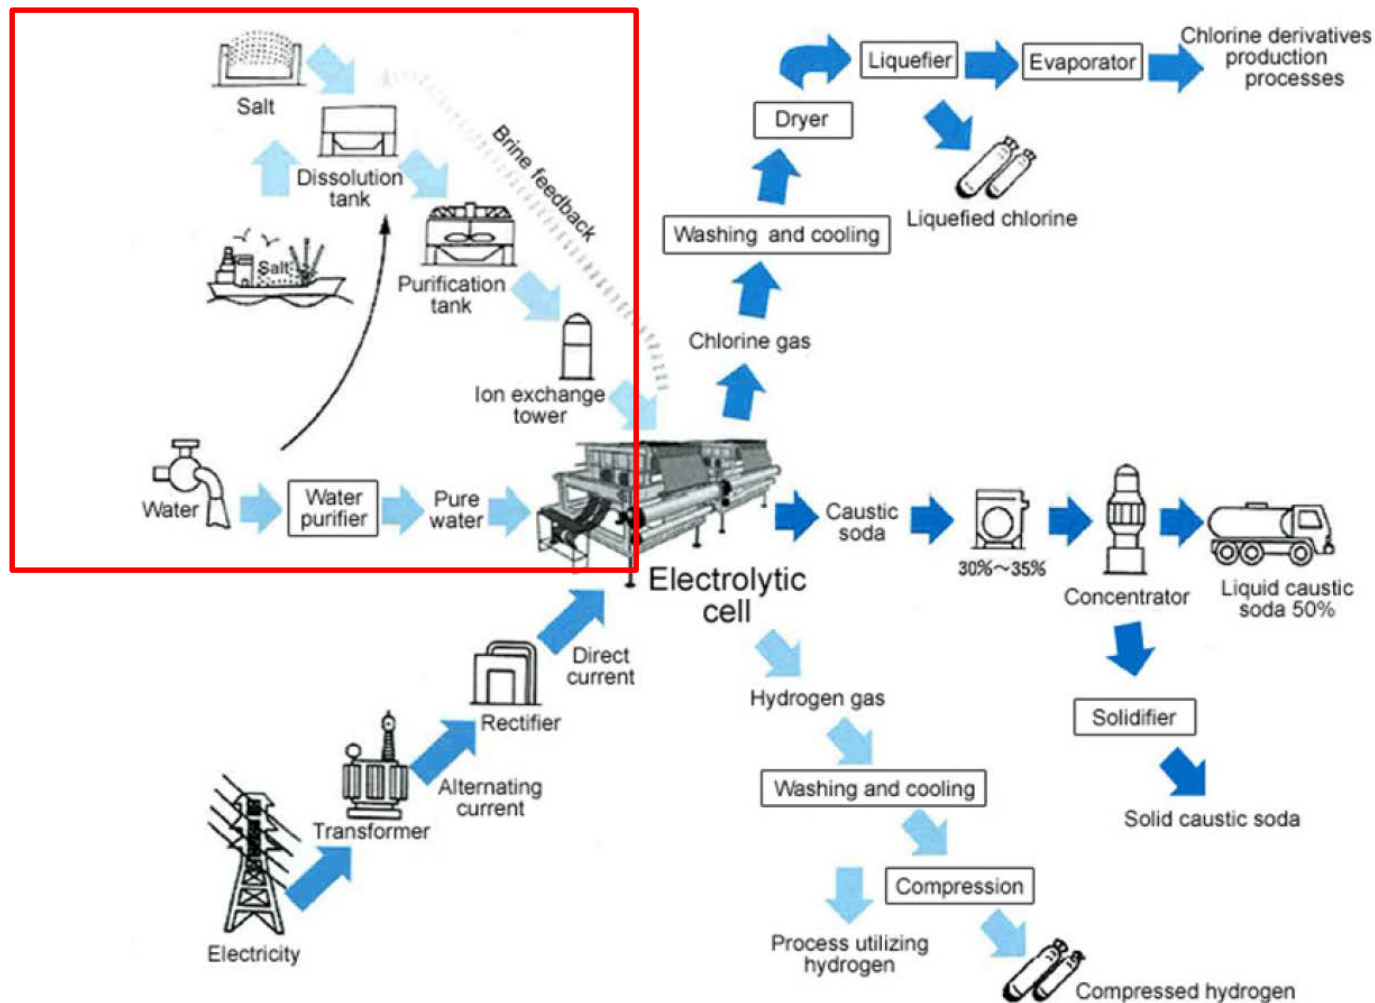 Salt
Dissolution
tank
Brine feedback
Salt
Purification
tank
Ion exchange
tower
Water
Water
purifier
Pure
water
Electrolytic
cell
Direct
current
Rectifier
Alternating
current
Transformer
Electricity
Chlorine gas
Washing and cooling
Dryer
Liquefier
Evaporator
Chlorine derivatives
production
processes
Liquefied chlorine
Caustic
soda
30%~35%
Concentrator
Liquid caustic
soda 50%
Solidifier
Solid caustic soda
Hydrogen gas
Washing and cooling
Compression
Process utilizing
hydrogen
Compressed hydrogen